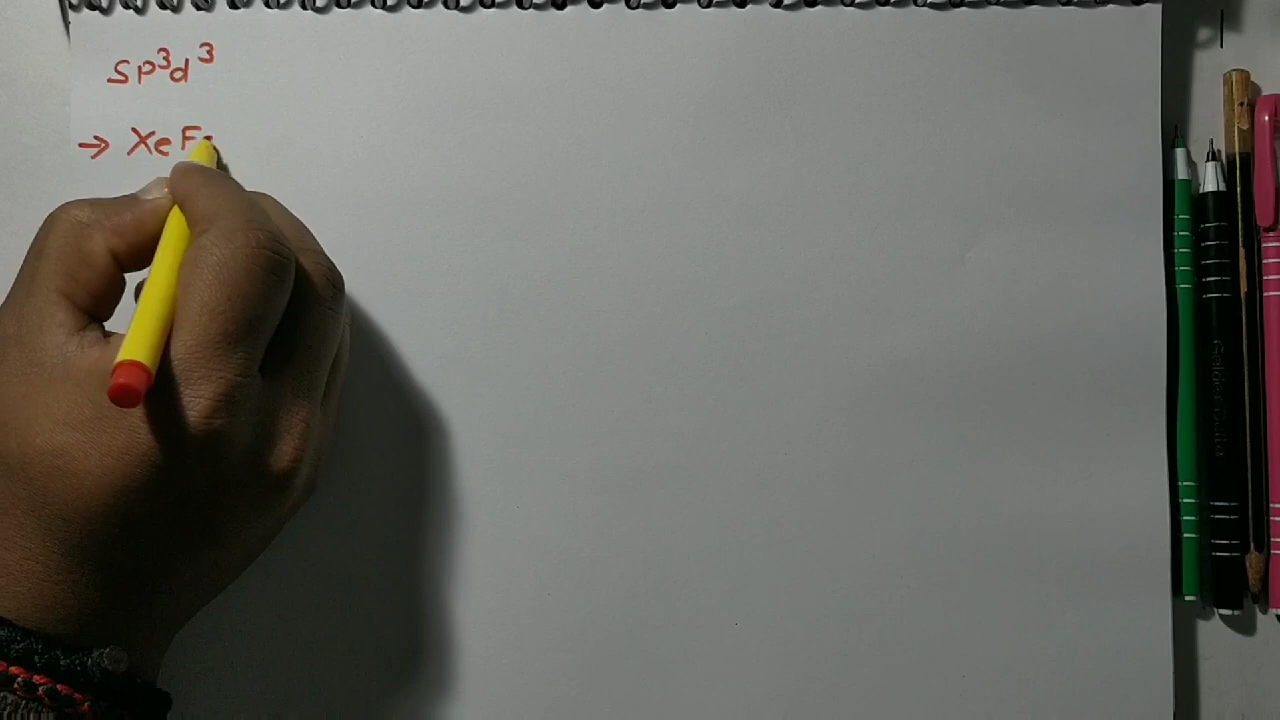 sp³d³
→ XeF